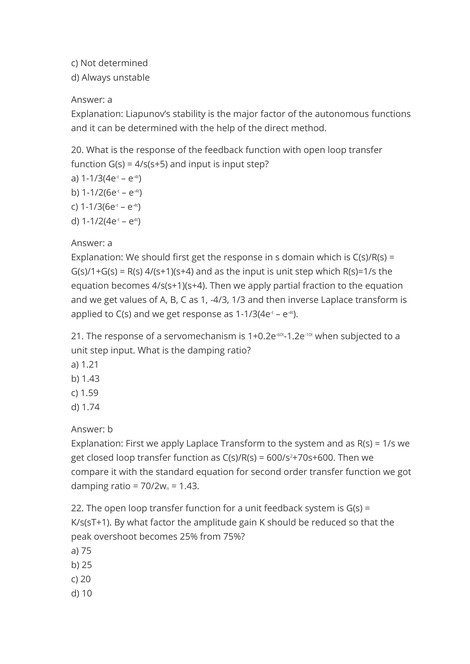 c) Not determined
d) Always unstable
Answer: a
Explanation: Liapunov's stability is the major factor of the autonomous functions
and it can be determined with the help of the direct method.
20. What is the response of the feedback function with open loop transfer
function G(s) = 4/s(s+5) and input is input step?
a) 1-1/3(4e⁻ᵗ – e⁻⁴ᵗ)
b) 1-1/2(6e⁻ᵗ – e⁻⁴ᵗ)
c) 1-1/3(6e⁻ᵗ – e⁻⁴ᵗ)
d) 1-1/2(4e⁻ᵗ – e⁴ᵗ)
Answer: a
Explanation: We should first get the response in s domain which is C(s)/R(s) =
G(s)/1+G(s) = R(s) 4/(s+1)(s+4) and as the input is unit step which R(s)=1/s the
equation becomes 4/s(s+1)(s+4). Then we apply partial fraction to the equation
and we get values of A, B, C as 1, -4/3, 1/3 and then inverse Laplace transform is
applied to C(s) and we get response as 1-1/3(4e⁻ᵗ – e⁻⁴ᵗ).
21. The response of a servomechanism is 1+0.2e⁻⁶⁰ᵗ-1.2e⁻¹⁰ᵗ when subjected to a
unit step input. What is the damping ratio?
a) 1.21
b) 1.43
c) 1.59
d) 1.74
Answer: b
Explanation: First we apply Laplace Transform to the system and as R(s) = 1/s we
get closed loop transfer function as C(s)/R(s) = 600/s²+70s+600. Then we
compare it with the standard equation for second order transfer function we got
damping ratio = 70/2wₙ = 1.43.
22. The open loop transfer function for a unit feedback system is G(s) =
K/s(sT+1). By what factor the amplitude gain K should be reduced so that the
peak overshoot becomes 25% from 75%?
a) 75
b) 25
c) 20
d) 10